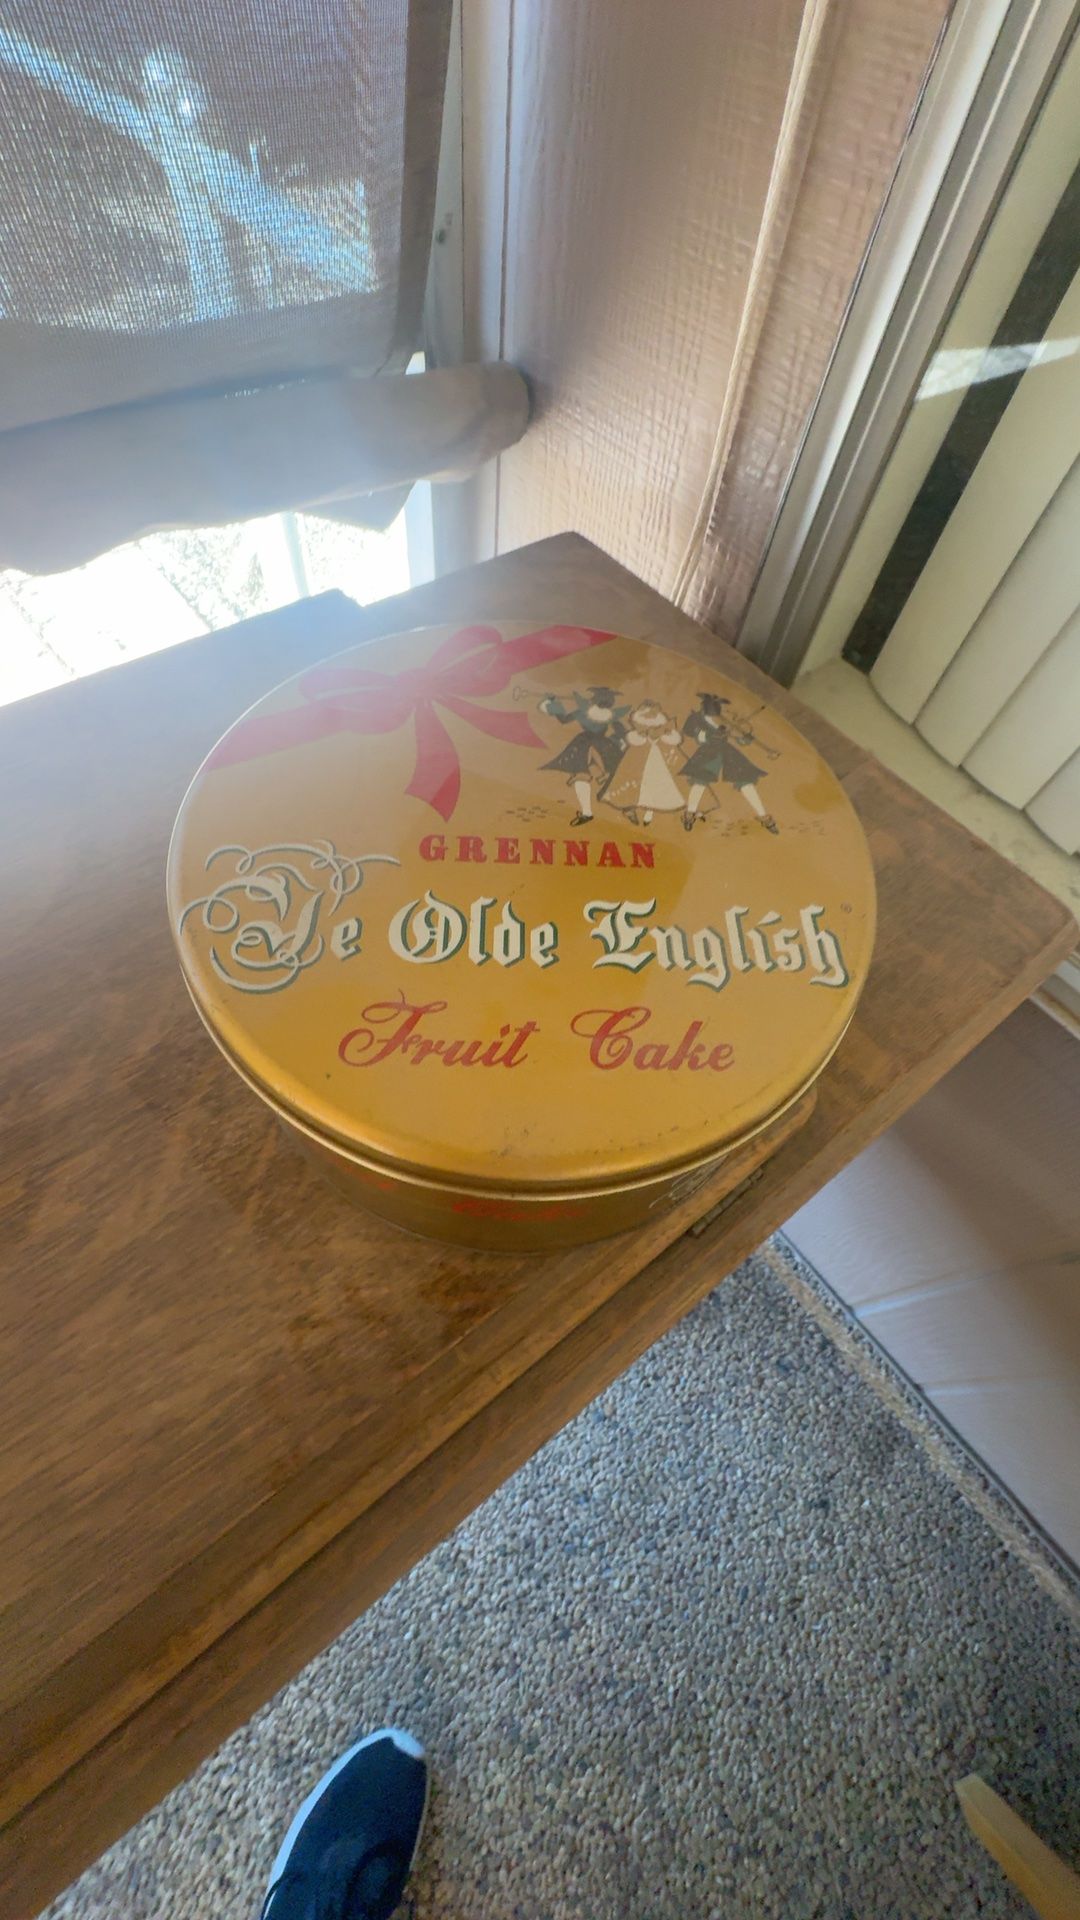 GRENNAN
Ye Olde English ®
Fruit Cake